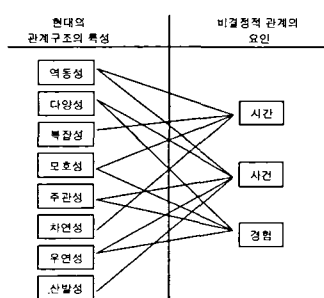 현대의
관계구조의 특성
비결정적 관계의
요인
역동성
다양성
복잡성
모호성
주관성
차연성
우연성
산발성
시간
사건
경험